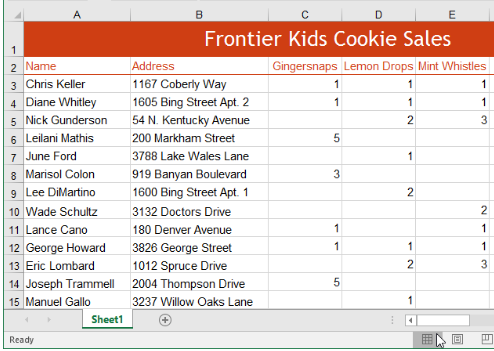 A B C D E
1 Frontier Kids Cookie Sales
2 Name Address Gingersnaps Lemon Drops Mint Whistles
3 Chris Keller 1167 Coberly Way 1 1 1
4 Diane Whitley 1605 Bing Street Apt. 2 1 1 1
5 Nick Gunderson 54 N. Kentucky Avenue 2 3
6 Leilani Mathis 200 Markham Street 5
7 June Ford 3788 Lake Wales Lane 1
8 Marisol Colon 919 Banyan Boulevard 3
9 Lee DiMartino 1600 Bing Street Apt. 1 2
10 Wade Schultz 3132 Doctors Drive 2
11 Lance Cano 180 Denver Avenue 1 1
12 George Howard 3826 George Street 1 1 1
13 Eric Lombard 1012 Spruce Drive 2 3
14 Joseph Trammell 2004 Thompson Drive 5
15 Manuel Gallo 3237 Willow Oaks Lane 1
Sheet1
Ready